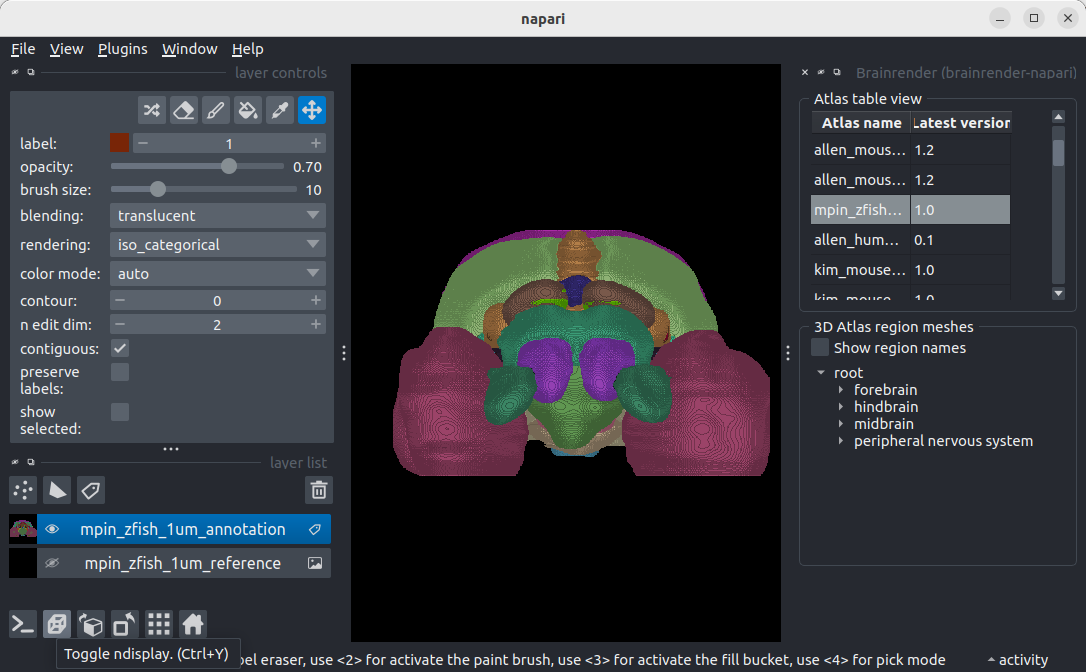 napari
File View Plugins Window Help
layer controls
label: 1
opacity: 0.70
brush size: 10
blending: translucent
rendering: iso_categorical
color mode: auto
contour: 0
n edit dim: 2
contiguous:
preserve
labels:
show
selected:
layer list
mpin_zfish_1um_annotation
mpin_zfish_1um_reference
Toggle ndisplay. (Ctrl+Y)
el eraser, use <2> for activate the paint brush, use <3> for activate the fill bucket, use <4> for pick mode
activity
Brainrender (brainrender-napari)
Atlas table view
Atlas name Latest version
allen_mous... 1.2
allen_mous... 1.2
mpin_zfish... 1.0
allen_hum... 0.1
kim_mouse... 1.0
kim_mouse... 1.0
3D Atlas region meshes
Show region names
root
forebrain
hindbrain
midbrain
peripheral nervous system